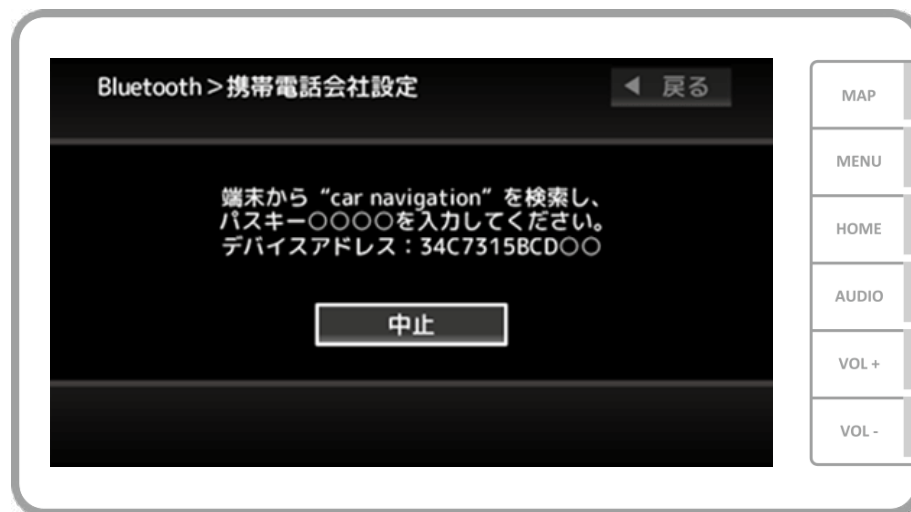 Bluetooth>携帯電話会社設定
◀ 戻る
端末から“car navigation”を検索し、
パスキー○○○○を入力してください。
デバイスアドレス：34C7315BCD○○
中止
MAP
MENU
HOME
AUDIO
VOL +
VOL -